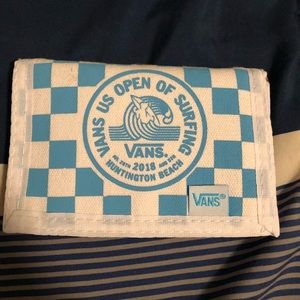 VANS US OPEN OF SURFING
VANS.
2018
HUNTINGTON BEACH
VANS